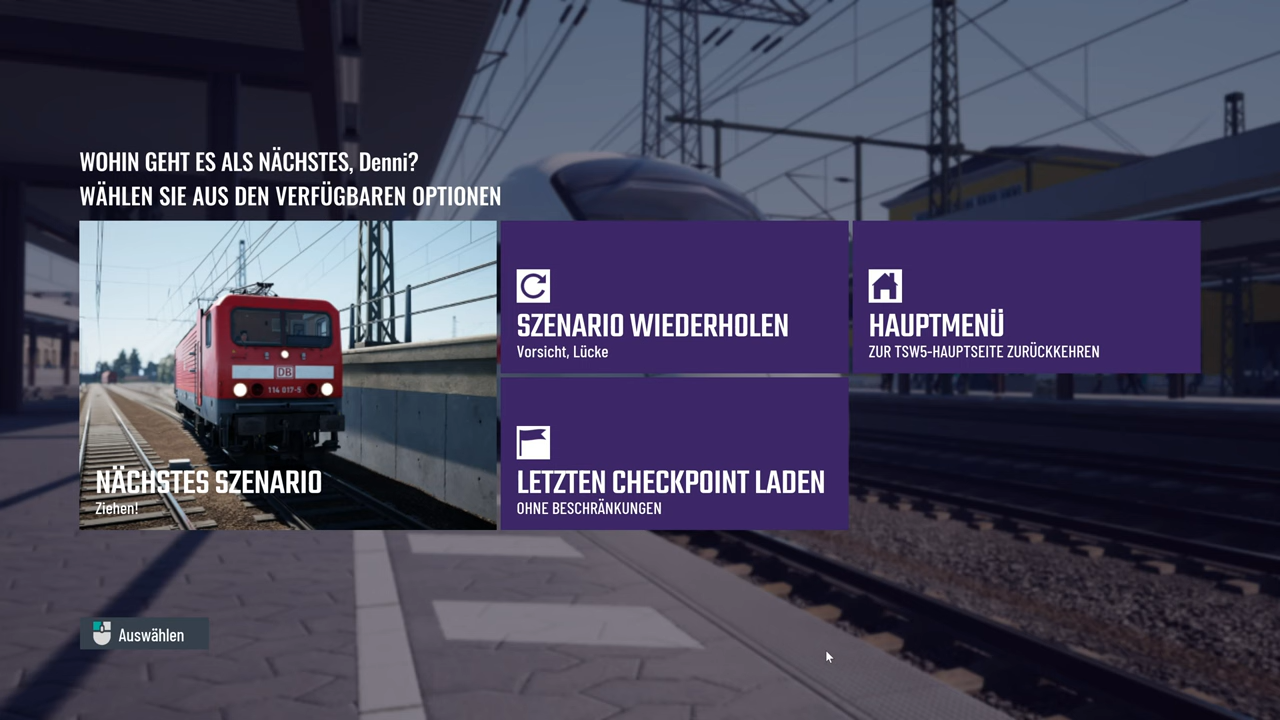 WOHIN GEHT ES ALS NÄCHSTES, Denni?
WÄHLEN SIE AUS DEN VERFÜGBAREN OPTIONEN
DB
114 017-5
NÄCHSTES SZENARIO
Ziehen!
SZENARIO WIEDERHOLEN
Vorsicht, Lücke
HAUPTMENÜ
ZUR TSW5-HAUPTSEITE ZURÜCKKEHREN
LETZTEN CHECKPOINT LADEN
OHNE BESCHRÄNKUNGEN
Auswählen